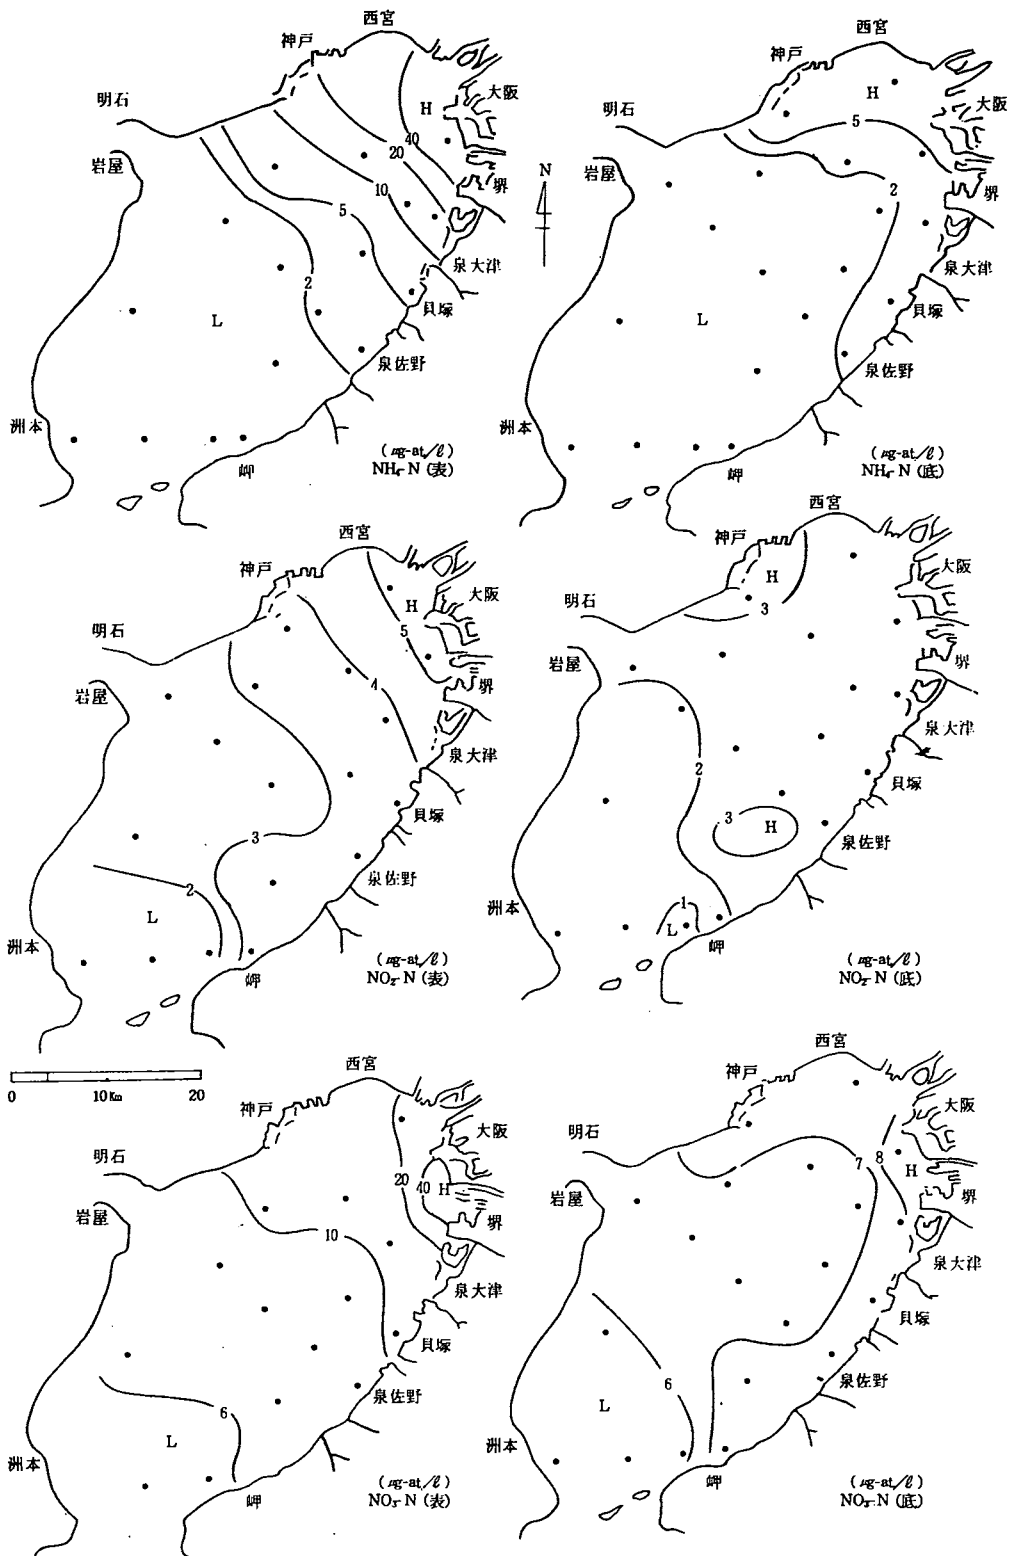 西宮
神戸
明石
大阪
H
岩屋
40
20
10
堺
5
泉大津
2
貝塚
L
泉佐野
洲本
岬
(μg-at/ℓ)
NH₄-N (表)
N
西宮
神戸
H
大阪
明石
5
岩屋
2
堺
泉大津
貝塚
L
泉佐野
洲本
岬
(μg-at/ℓ)
NH₄-N (底)
西宮
神戸
大阪
H
明石
5
岩屋
4
堺
泉大津
貝塚
3
泉佐野
2
L
洲本
岬
(μg-at/ℓ)
NO₂-N (表)
西宮
神戸
H
大阪
明石
3
岩屋
堺
泉大津
2
貝塚
3
H
泉佐野
洲本
1
L
岬
(μg-at/ℓ)
NO₂-N (底)
0 10Km 20
西宮
神戸
大阪
明石
20
40
H
岩屋
堺
10
泉大津
貝塚
泉佐野
6
L
洲本
岬
(μg-at/ℓ)
NO₃-N (表)
西宮
神戸
大阪
明石
7
8
H
岩屋
堺
泉大津
貝塚
泉佐野
6
L
洲本
岬
(μg-at/ℓ)
NO₃-N (底)